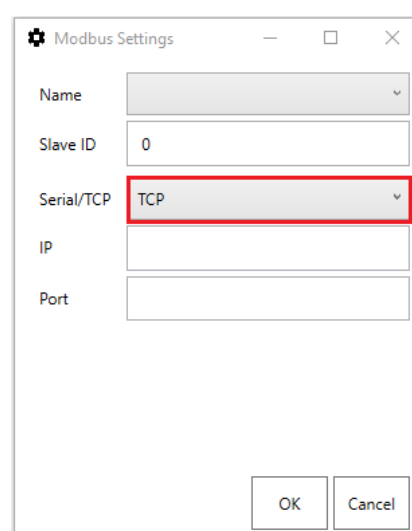 Modbus Settings
Name
Slave ID 0
Serial/TCP TCP
IP
Port
OK Cancel